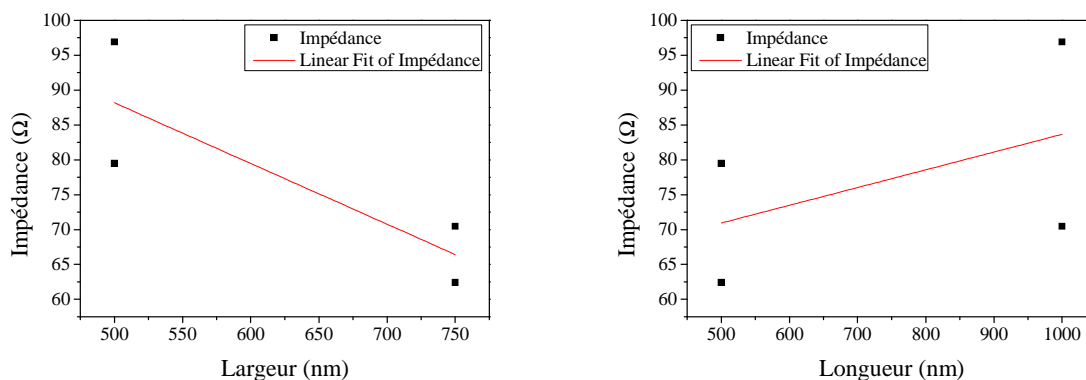 100
95
90
85
80
75
70
65
60
Impédance (Ω)
Impédance
Linear Fit of Impédance
500 550 600 650 700 750
Largeur (nm)
100
95
90
85
80
75
70
65
60
Impédance (Ω)
Impédance
Linear Fit of Impédance
500 600 700 800 900 1000
Longueur (nm)